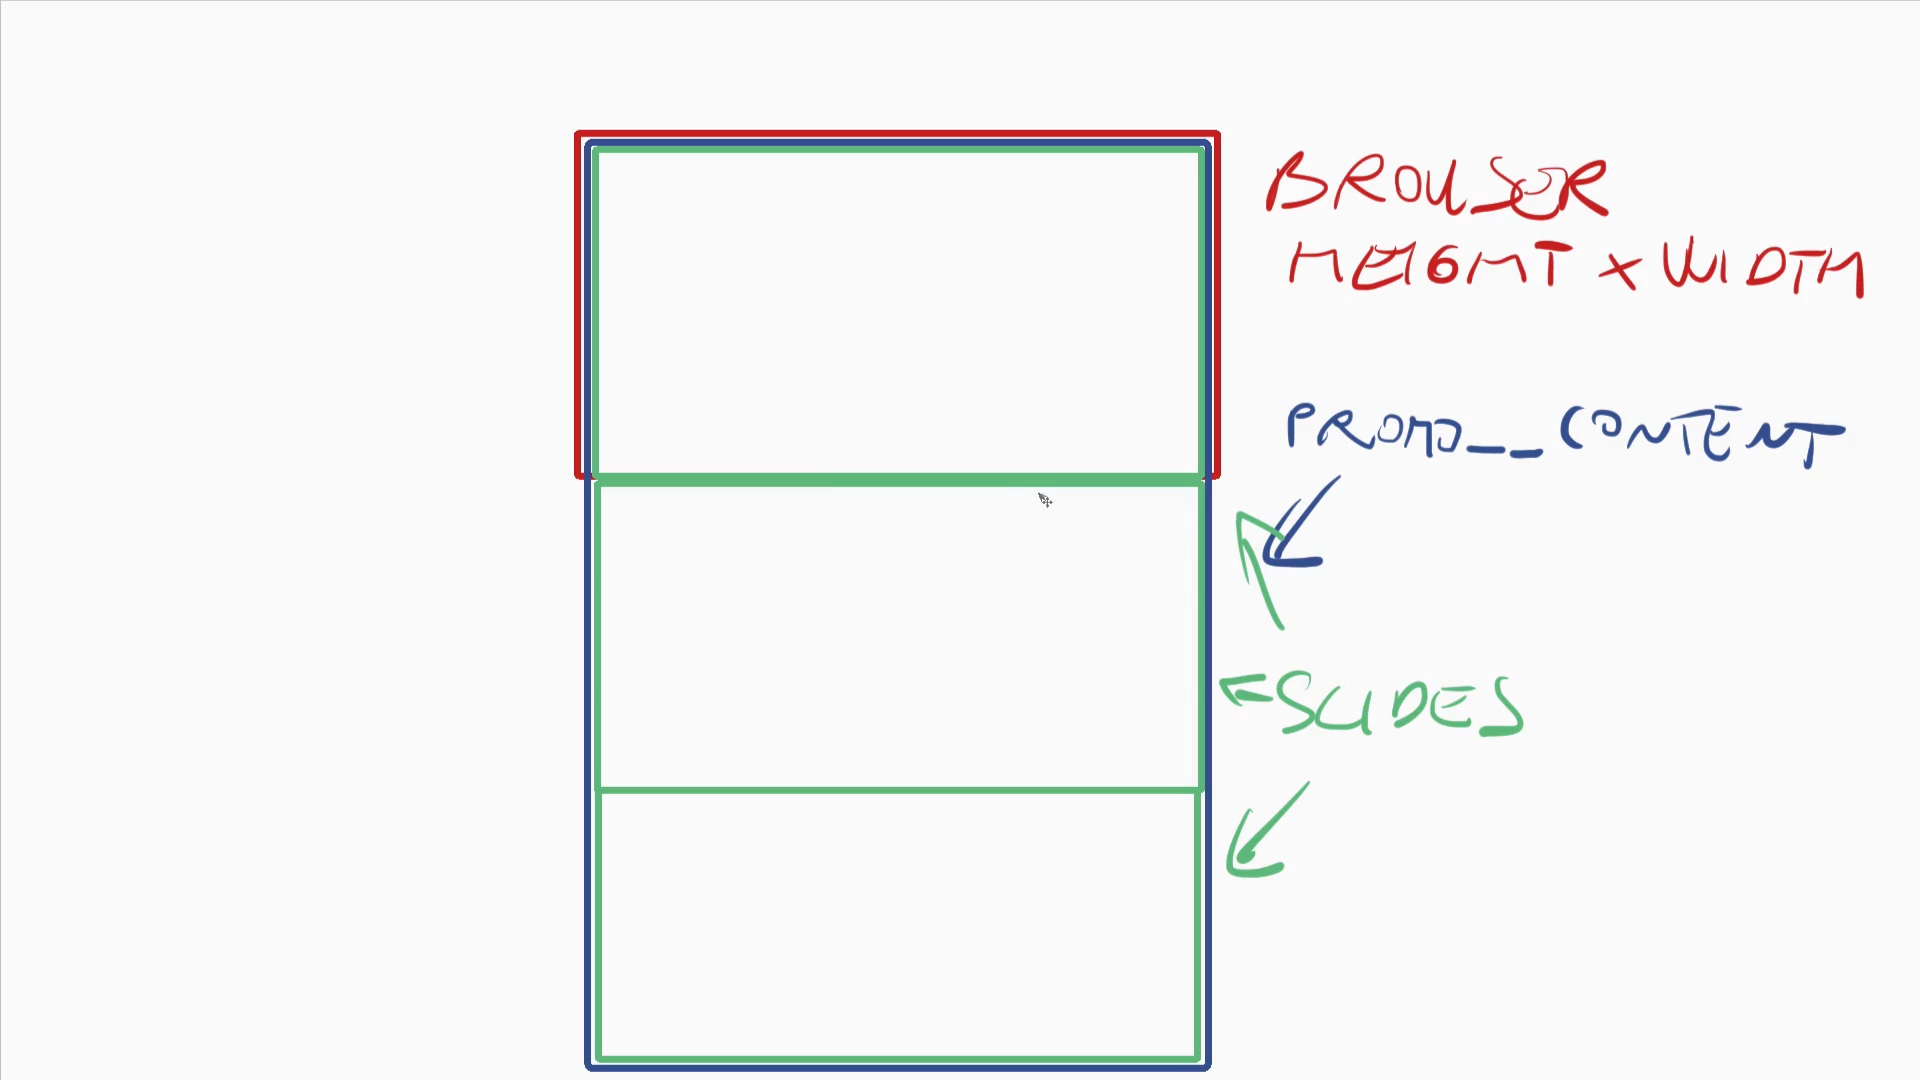 BROWSER
HEIGHT x WIDTH
PROMO__CONTENT
SLIDES